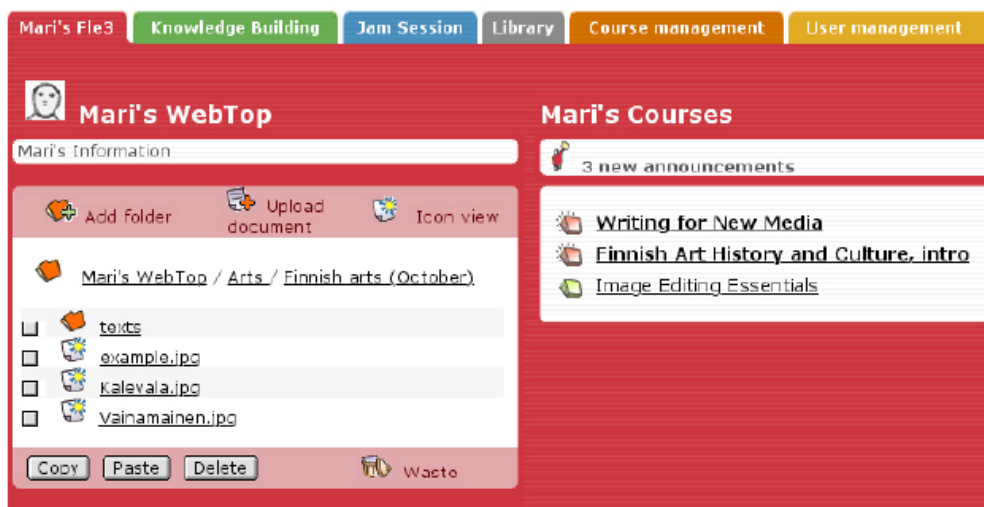 Mari's Fle3 Knowledge Building Jam Session Library Course management User management
Mari's WebTop
Mari's Information
Add folder
Upload document
Icon view
Mari's WebTop / Arts / Finnish arts (October)
texts
example.jpg
Kalevala.jpg
Vainamainen.jpg
Copy Paste Delete Waste
Mari's Courses
3 new announcements
Writing for New Media
Finnish Art History and Culture, intro
Image Editing Essentials